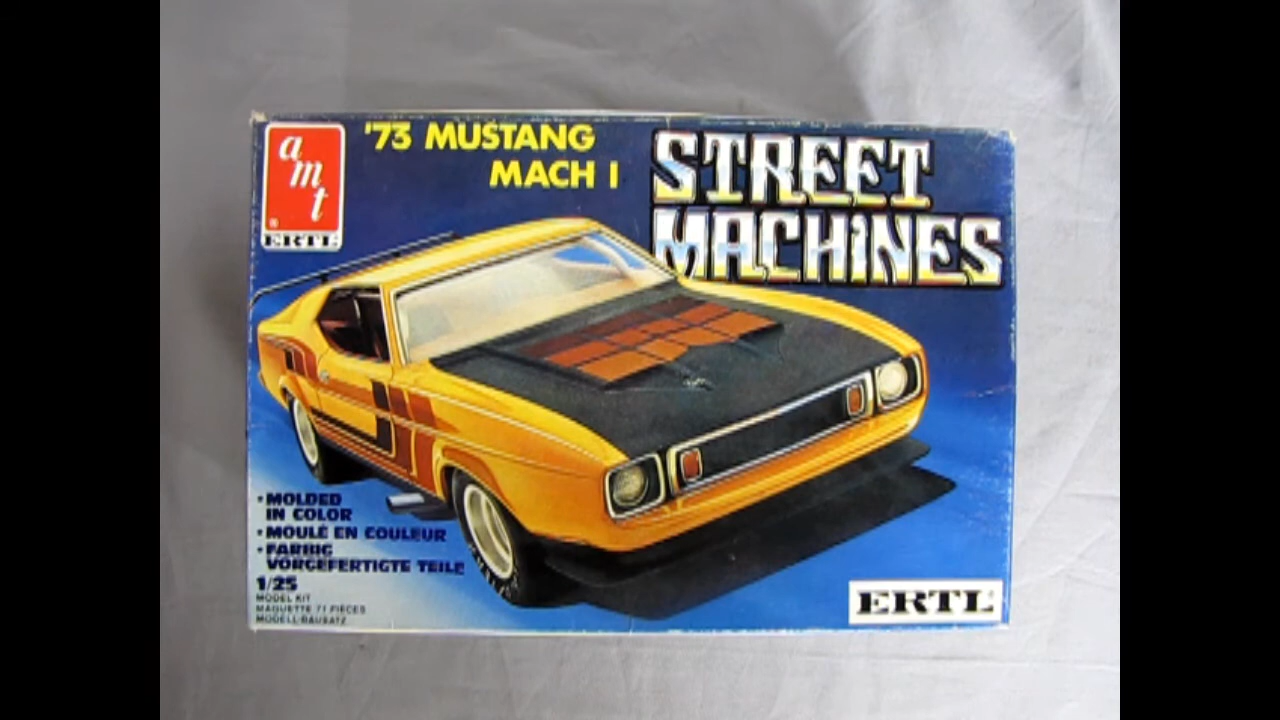 amt
®
ERTL
'73 MUSTANG
MACH I
STREET
MACHINES
• MOLDED
IN COLOR
• MOULÉ EN COULEUR
• FARBIG
VORGEFERTIGTE TEILE
1/25
MODEL KIT
MAQUETTE 71 PIECES
MODELL-BAUSATZ
ERTL